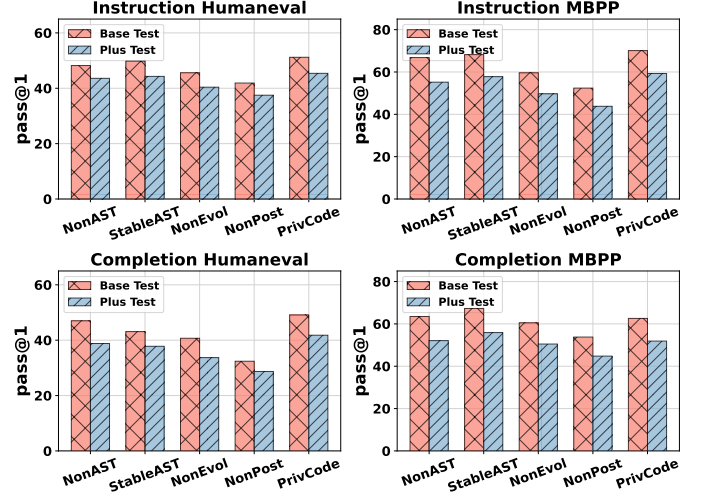 Instruction Humaneval
60
40
20
0
pass@1
Base Test
Plus Test
NonAST
StableAST
NonEvol
NonPost
PrivCode
Instruction MBPP
80
60
40
20
0
pass@1
Base Test
Plus Test
NonAST
StableAST
NonEvol
NonPost
PrivCode
Completion Humaneval
60
40
20
0
pass@1
Base Test
Plus Test
NonAST
StableAST
NonEvol
NonPost
PrivCode
Completion MBPP
80
60
40
20
0
pass@1
Base Test
Plus Test
NonAST
StableAST
NonEvol
NonPost
PrivCode